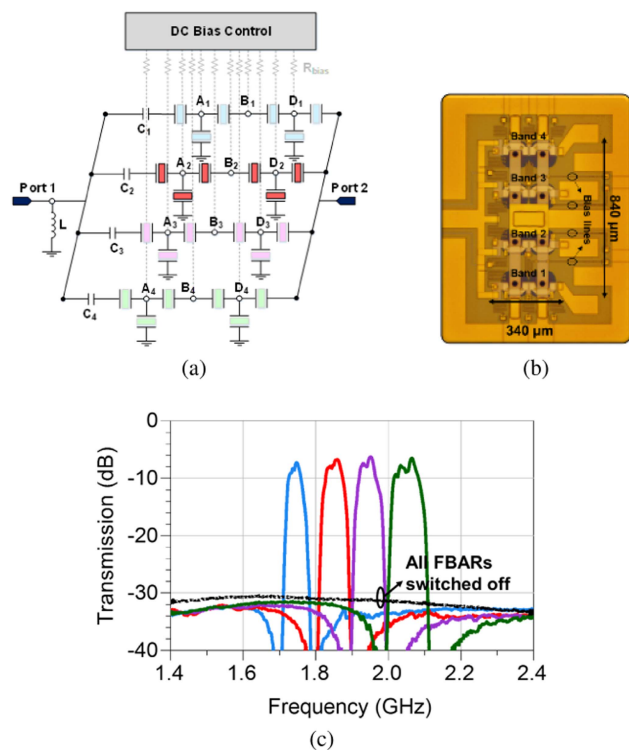 DC Bias Control
Rbias
A1 B1 D1
C1
A2 B2 D2
C2
Port 1
Port 2
L
A3 B3 D3
C3
A4 B4 D4
C4
(a)
Band 4
Band 3
Band 2
Band 1
Bias lines
840 μm
340 μm
(b)
0
-10
-20
-30
-40
Transmission (dB)
All FBARs
switched off
1.4 1.6 1.8 2.0 2.2 2.4
Frequency (GHz)
(c)